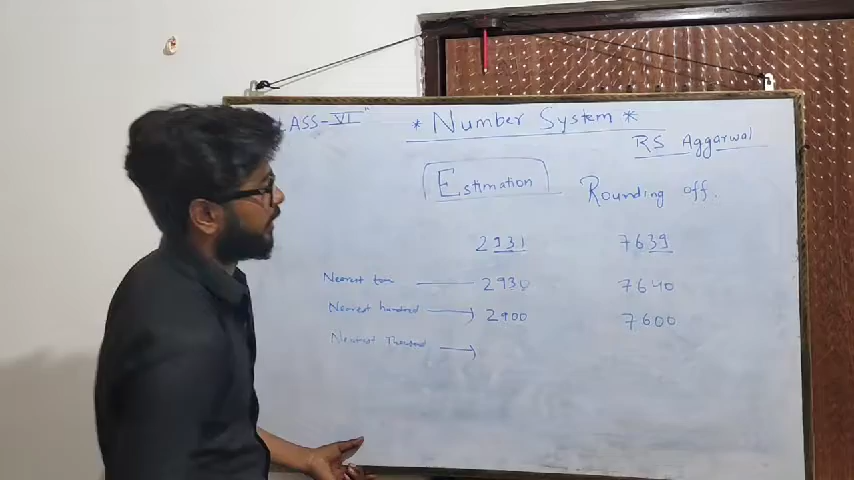 ASS-VI
* Number System *
RS Aggarwal
Estimation Rounding off.
2931 7639
Nearest ten 2930 7640
Nearest hundred → 2900 7600
Nearest Thousand →